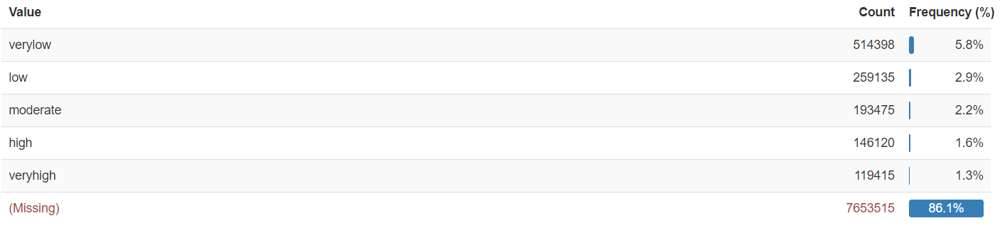 Value Count Frequency (%)
verylow 514398 5.8%
low 259135 2.9%
moderate 193475 2.2%
high 146120 1.6%
veryhigh 119415 1.3%
(Missing) 7653515 86.1%